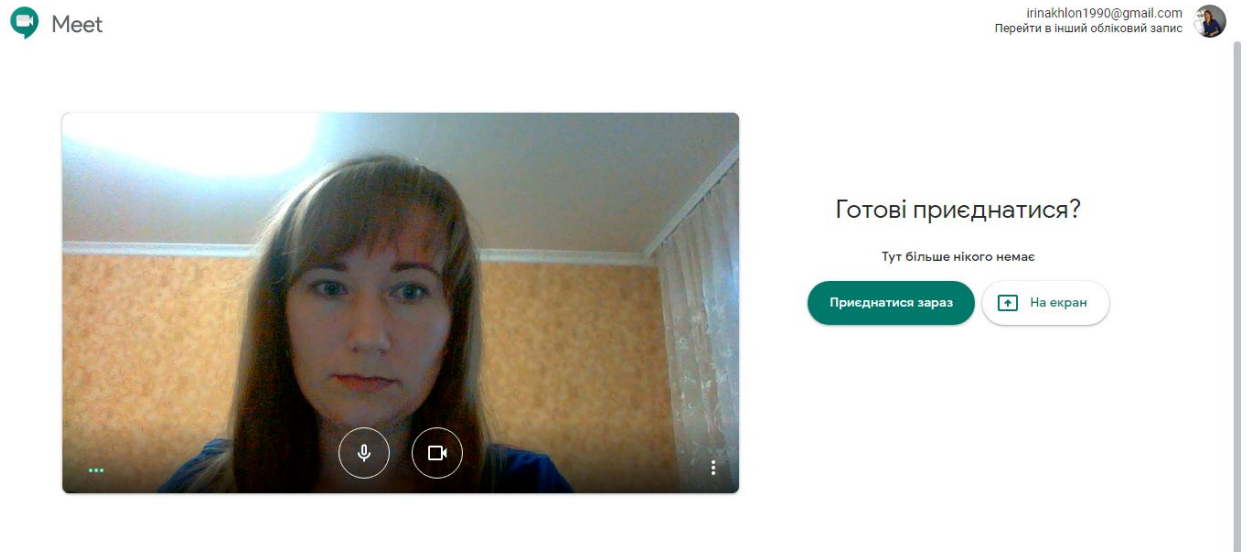 Meet
irinakhlon1990@gmail.com
Перейти в інший обліковий запис
Готові приєднатися?
Тут більше нікого немає
Приєднатися зараз
На екран